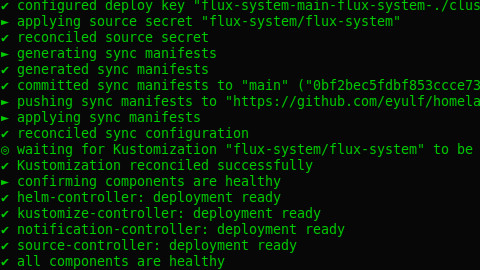 ✔ configured deploy key "flux-system-main-flux-system-./clus
► applying source secret "flux-system/flux-system"
✔ reconciled source secret
► generating sync manifests
✔ generated sync manifests
✔ committed sync manifests to "main" ("0bf2bec5fdbf853ccce73
► pushing sync manifests to "https://github.com/eyulf/homela
► applying sync manifests
✔ reconciled sync configuration
◎ waiting for Kustomization "flux-system/flux-system" to be
✔ Kustomization reconciled successfully
► confirming components are healthy
✔ helm-controller: deployment ready
✔ kustomize-controller: deployment ready
✔ notification-controller: deployment ready
✔ source-controller: deployment ready
✔ all components are healthy